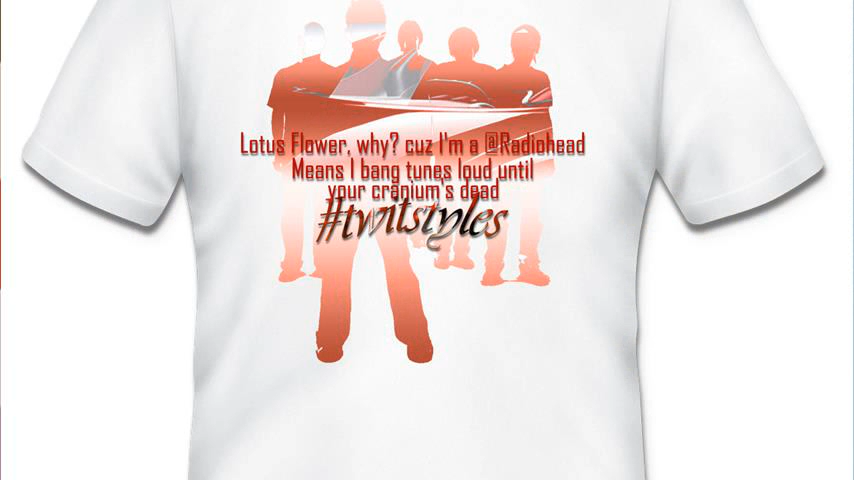 Lotus Flower, why? cuz I'm a @Radiohead
Means I bang tunes loud until
your cranium's dead
#twitstyles